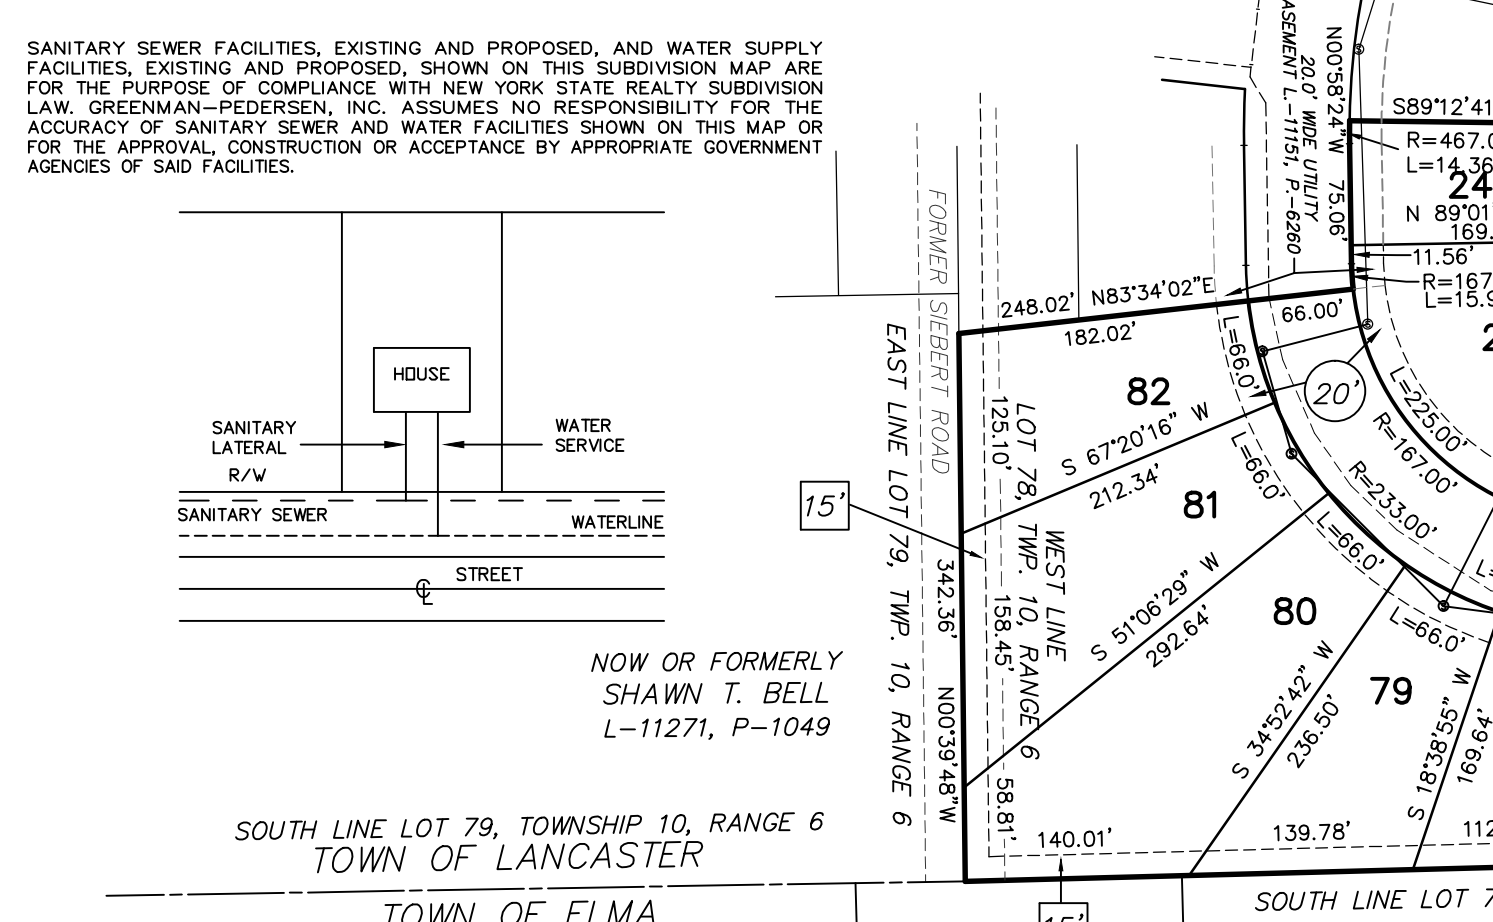 SANITARY SEWER FACILITIES, EXISTING AND PROPOSED, AND WATER SUPPLY
FACILITIES, EXISTING AND PROPOSED, SHOWN ON THIS SUBDIVISION MAP ARE
FOR THE PURPOSE OF COMPLIANCE WITH NEW YORK STATE REALTY SUBDIVISION
LAW. GREENMAN–PEDERSEN, INC. ASSUMES NO RESPONSIBILITY FOR THE
ACCURACY OF SANITARY SEWER AND WATER FACILITIES SHOWN ON THIS MAP OR
FOR THE APPROVAL, CONSTRUCTION OR ACCEPTANCE BY APPROPRIATE GOVERNMENT
AGENCIES OF SAID FACILITIES.
HOUSE
SANITARY
LATERAL
WATER
SERVICE
R/W
SANITARY SEWER
WATERLINE
STREET
NOW OR FORMERLY
SHAWN T. BELL
L–11271, P–1049
SOUTH LINE LOT 79, TOWNSHIP 10, RANGE 6
TOWN OF LANCASTER
TOWN OF ELMA
FORMER SIEBERT ROAD
EAST LINE LOT 79, TWP. 10, RANGE 6
342.36'
N00°39'48"W
15'
WEST LINE
LOT 78, TWP. 10, RANGE 6
125.10'
158.45'
58.81'
248.02'
N83°34'02"E
182.02'
66.00'
20.0' WIDE UTILITY
ASEMENT L.–11151, P.–6260
N00°58'24"W 75.06'
S89°12'41
R=467.0
L=14.36
24
N 89°01'
169.
11.56'
R=167
L=15.9
2
82
L=66.0'
20'
S 67°20'16" W
212.34'
L=66.0'
L=225.00'
R=167.00'
R=233.00'
81
S 51°06'29" W
292.64'
L=66.0'
80
S 34°52'42" W
236.50'
L=66.0'
L=
79
S 18°38'55" W
169.64'
140.01'
139.78'
112
15'
SOUTH LINE LOT 7